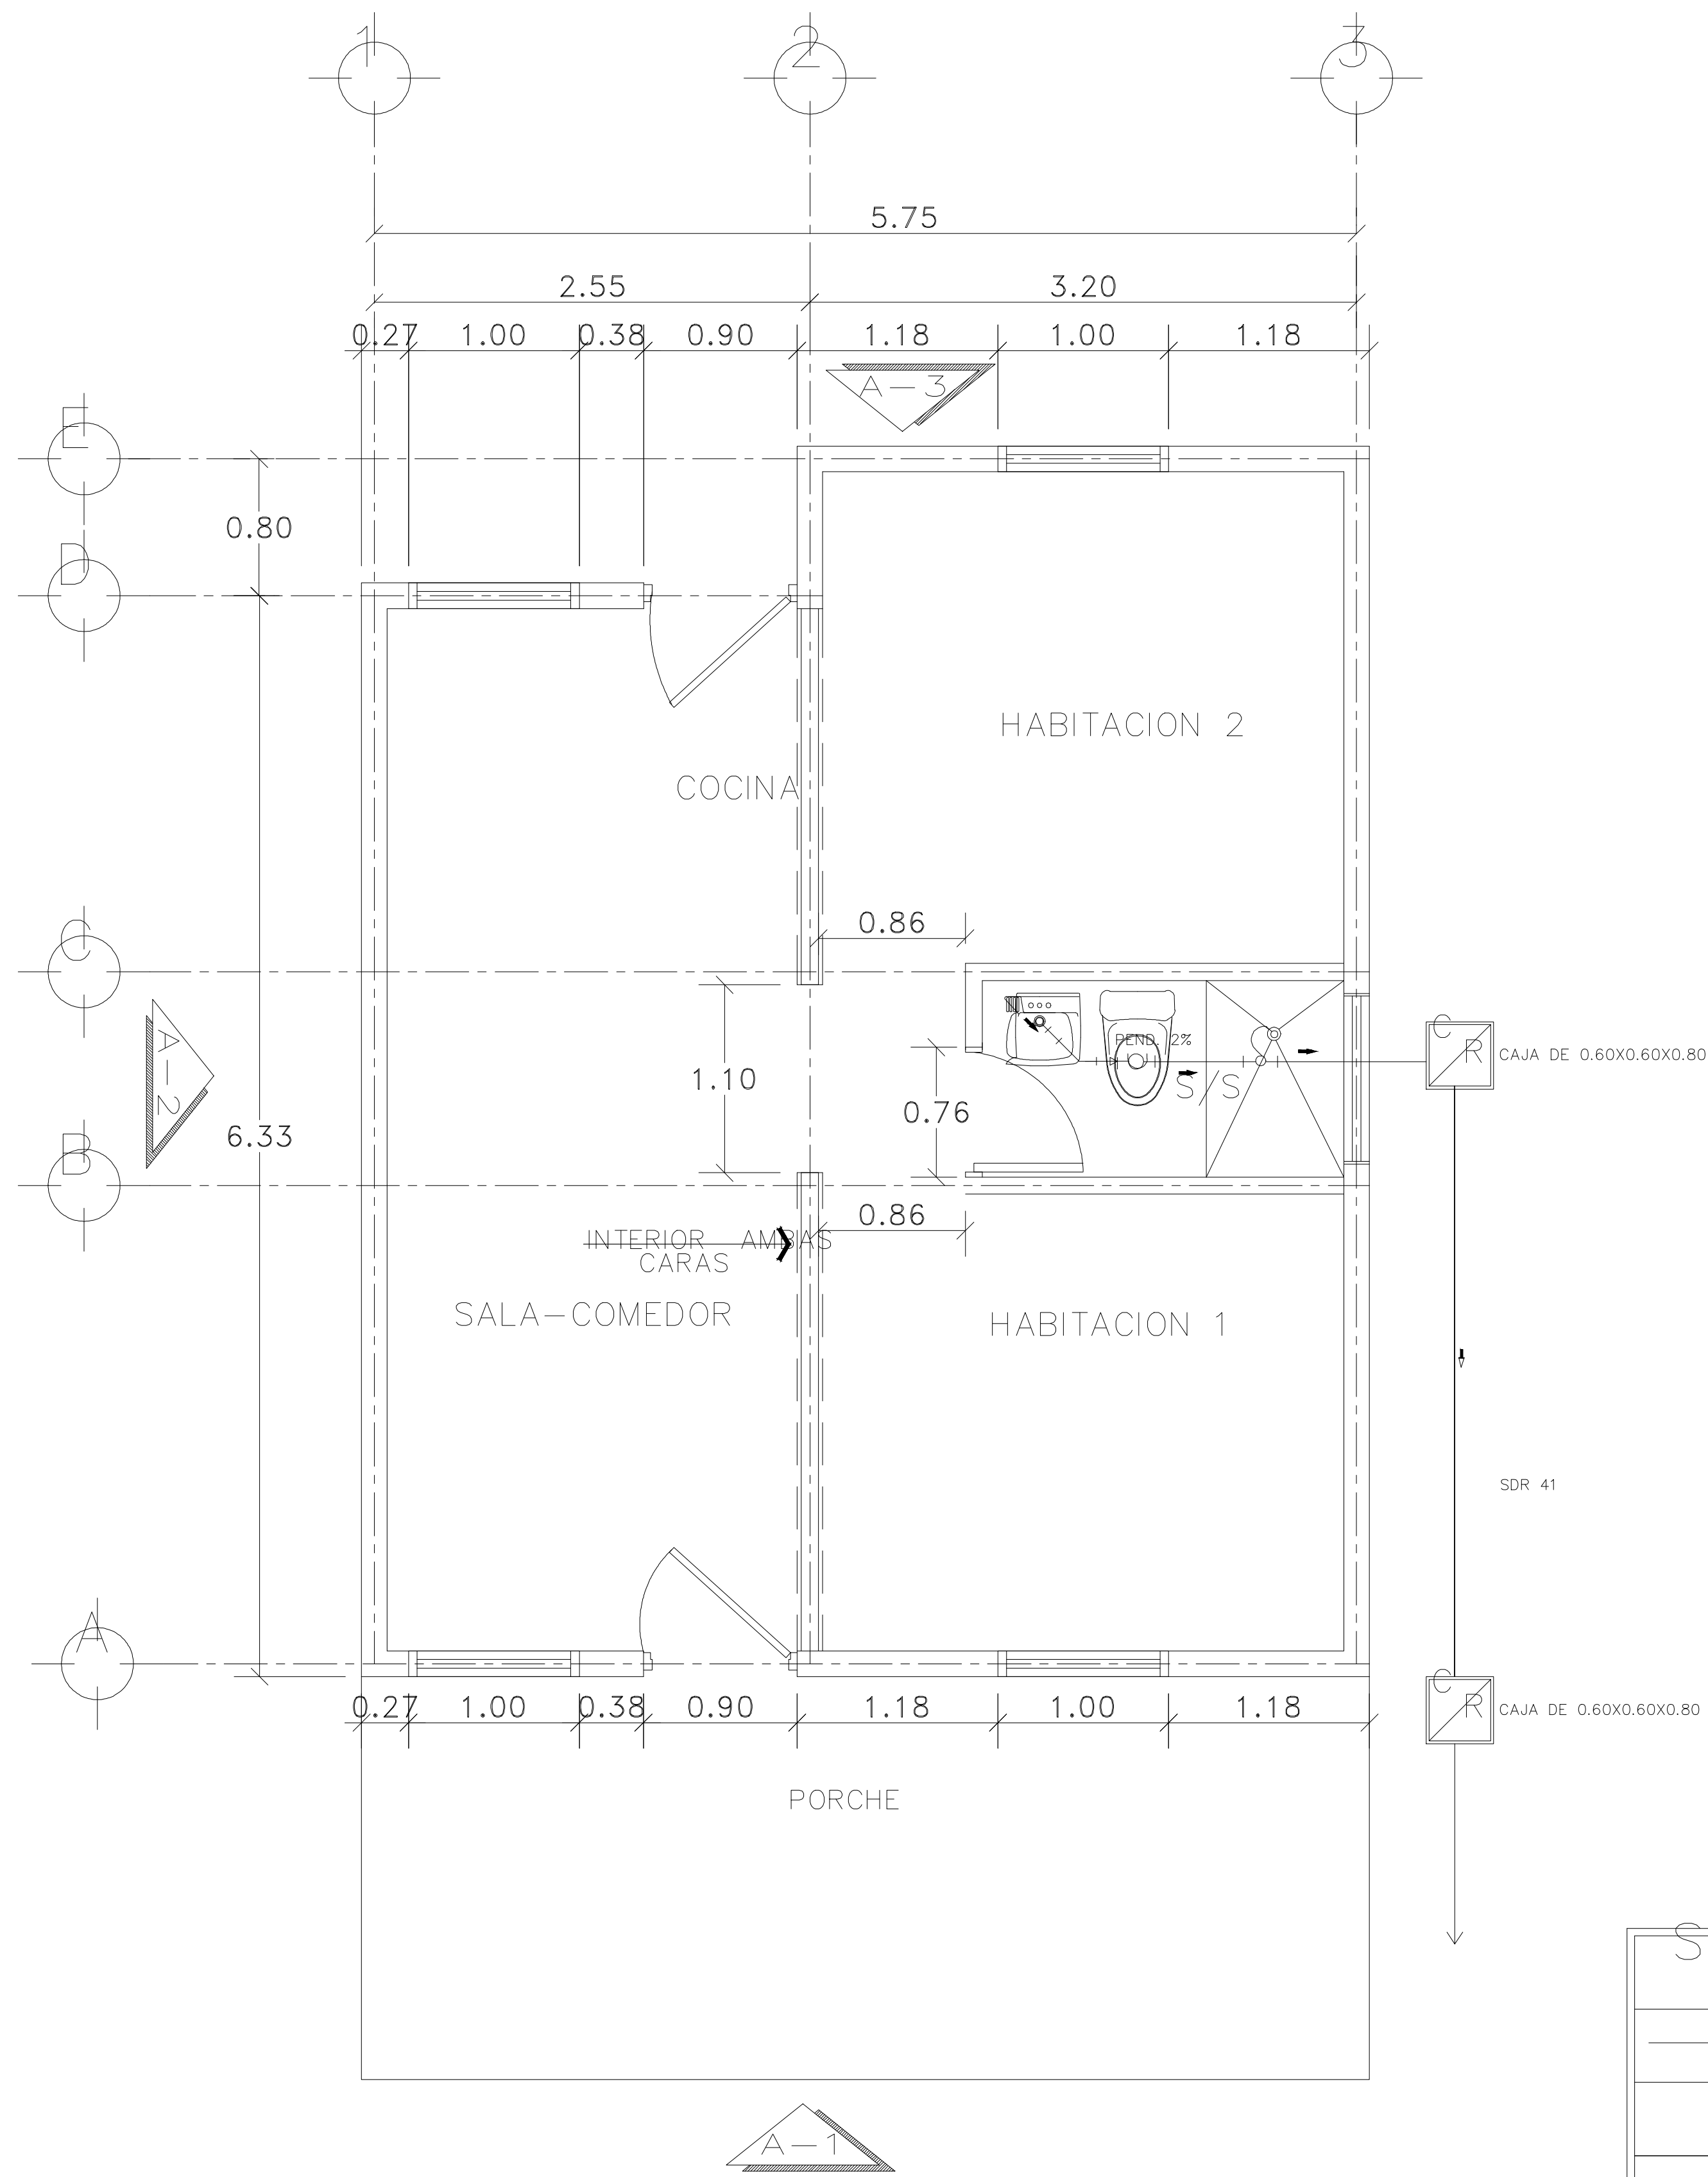 1 2 3
5.75
2.55 3.20
0.27 1.00 0.38 0.90 1.18 1.00 1.18
A-3
E
0.80
D
HABITACION 2
COCINA
0.86
C
C
R
CAJA DE 0.60X0.60X0.80
PEND. 2%
A-2
1.10
S/S
0.76
6.33
B
0.86
INTERIOR AMBAS
CARAS
SALA-COMEDOR
HABITACION 1
SDR 41
A
C
R
CAJA DE 0.60X0.60X0.80
0.27 1.00 0.38 0.90 1.18 1.00 1.18
PORCHE
S
A-1